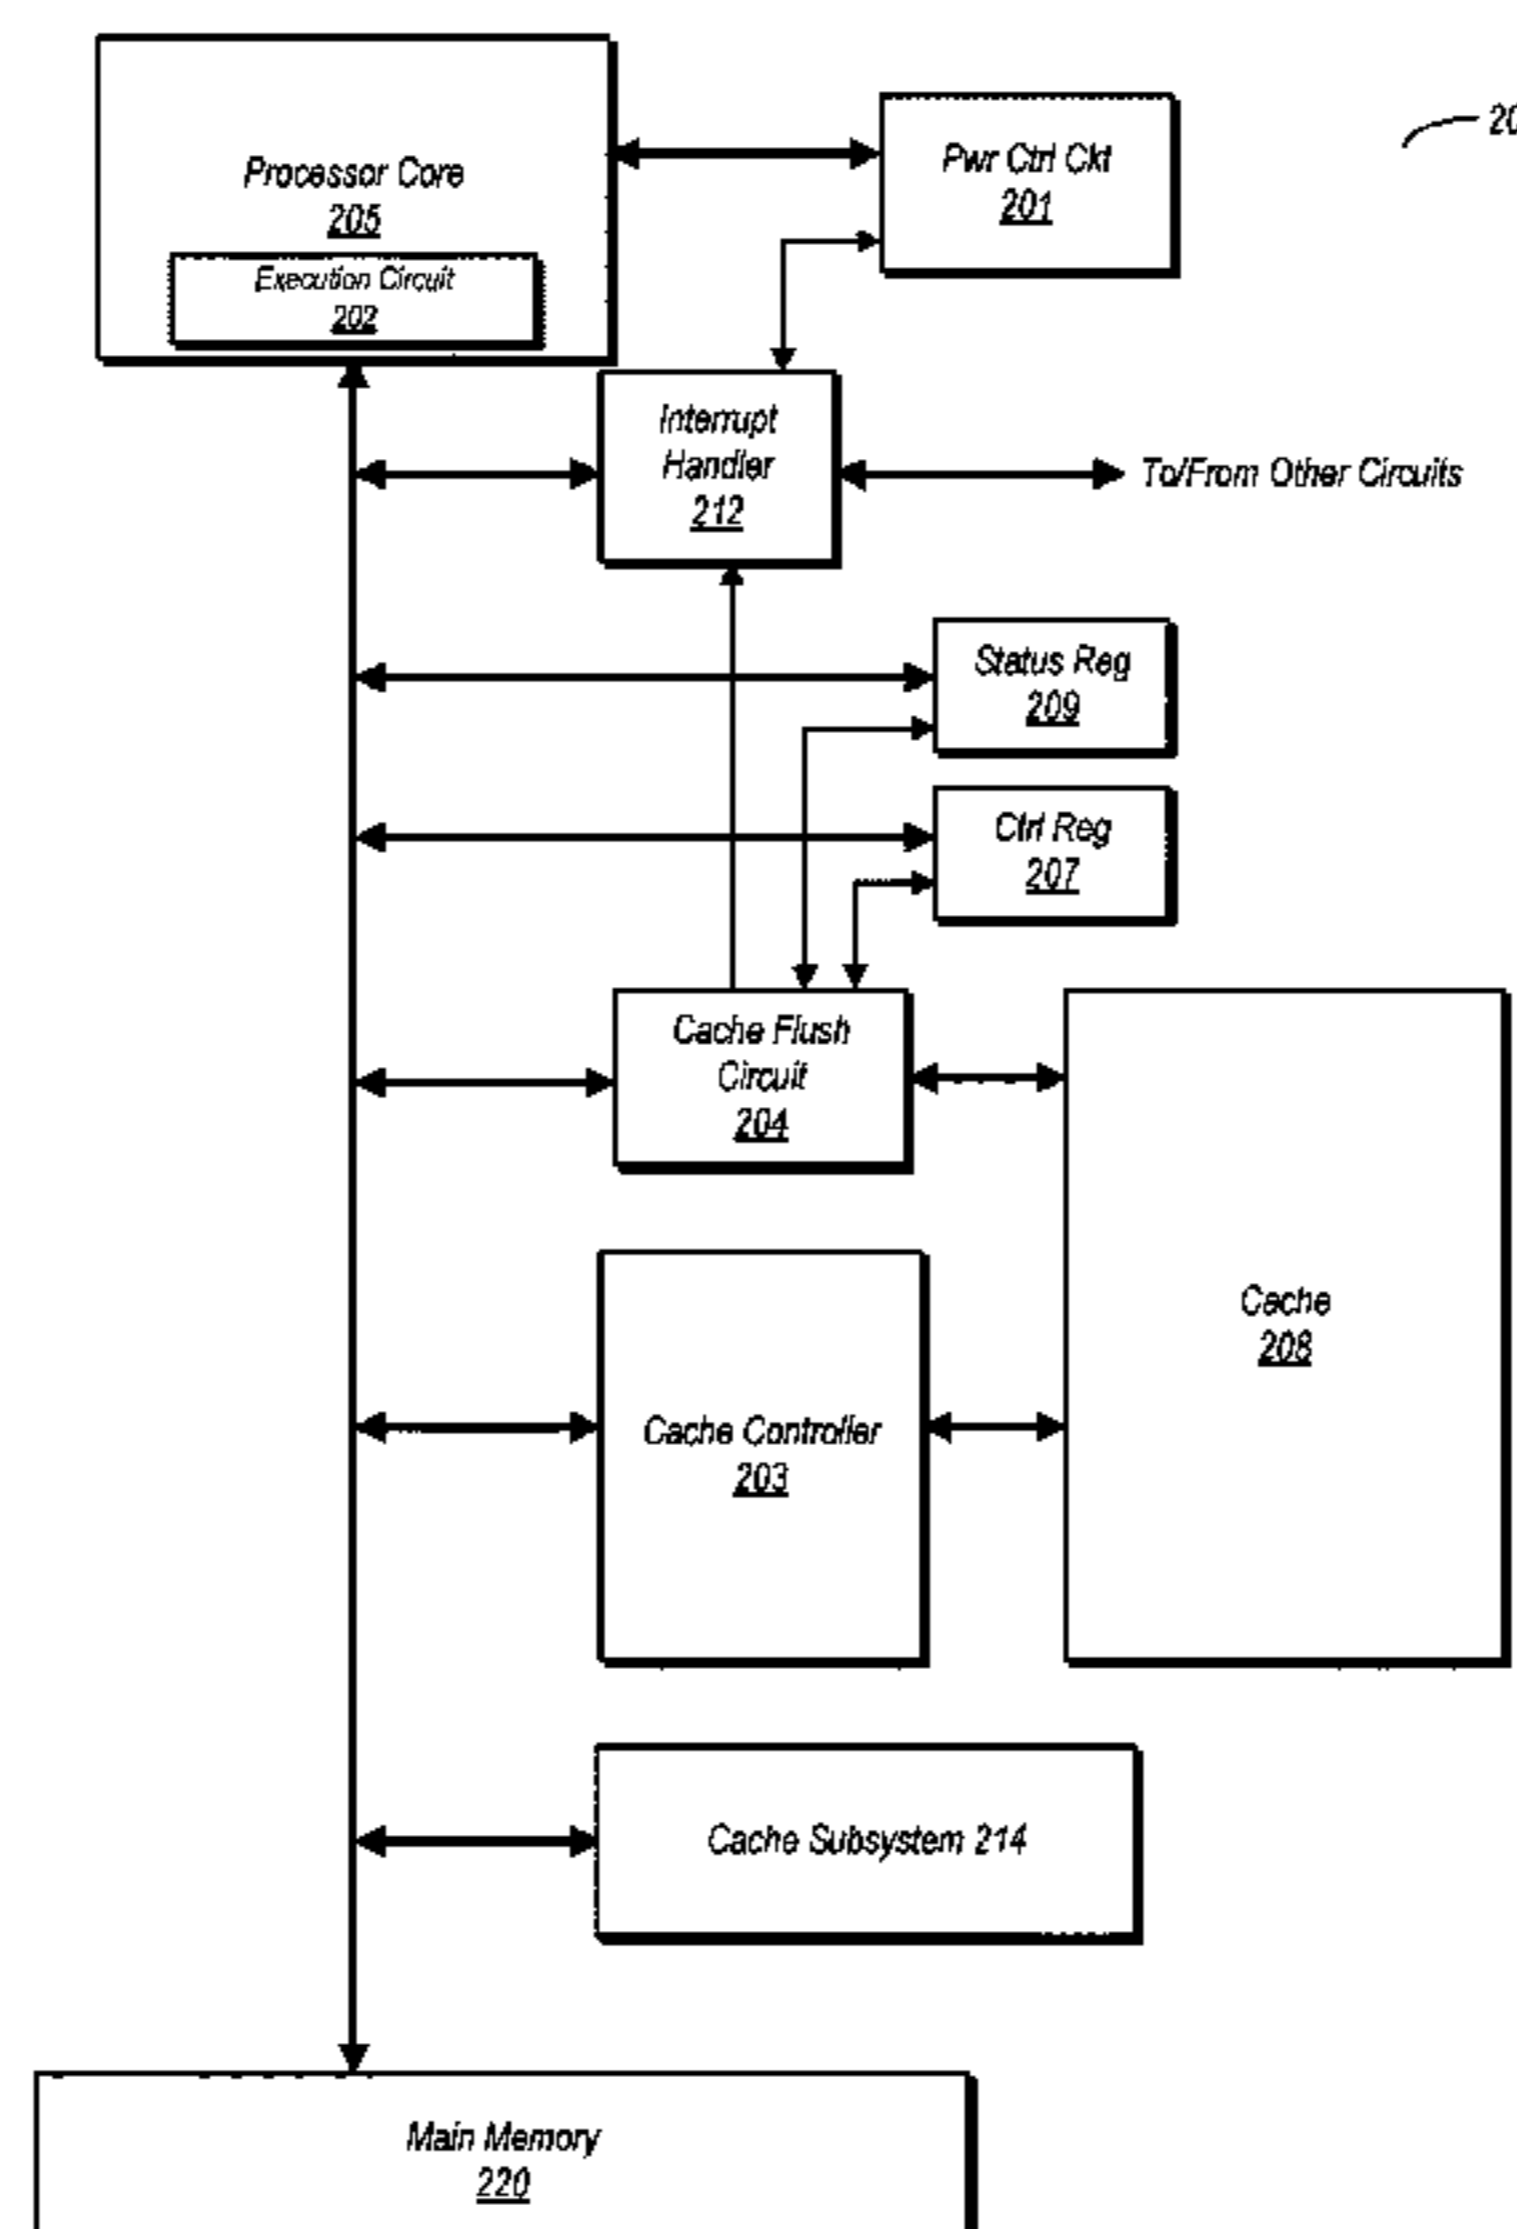 Processor Core
205
Execution Circuit
202
Pwr Ctrl Ckt
201
Interrupt
Handler
212
To/From Other Circuits
Status Reg
209
Ctrl Reg
207
Cache Flush
Circuit
204
Cache
208
Cache Controller
203
Cache Subsystem 214
Main Memory
220